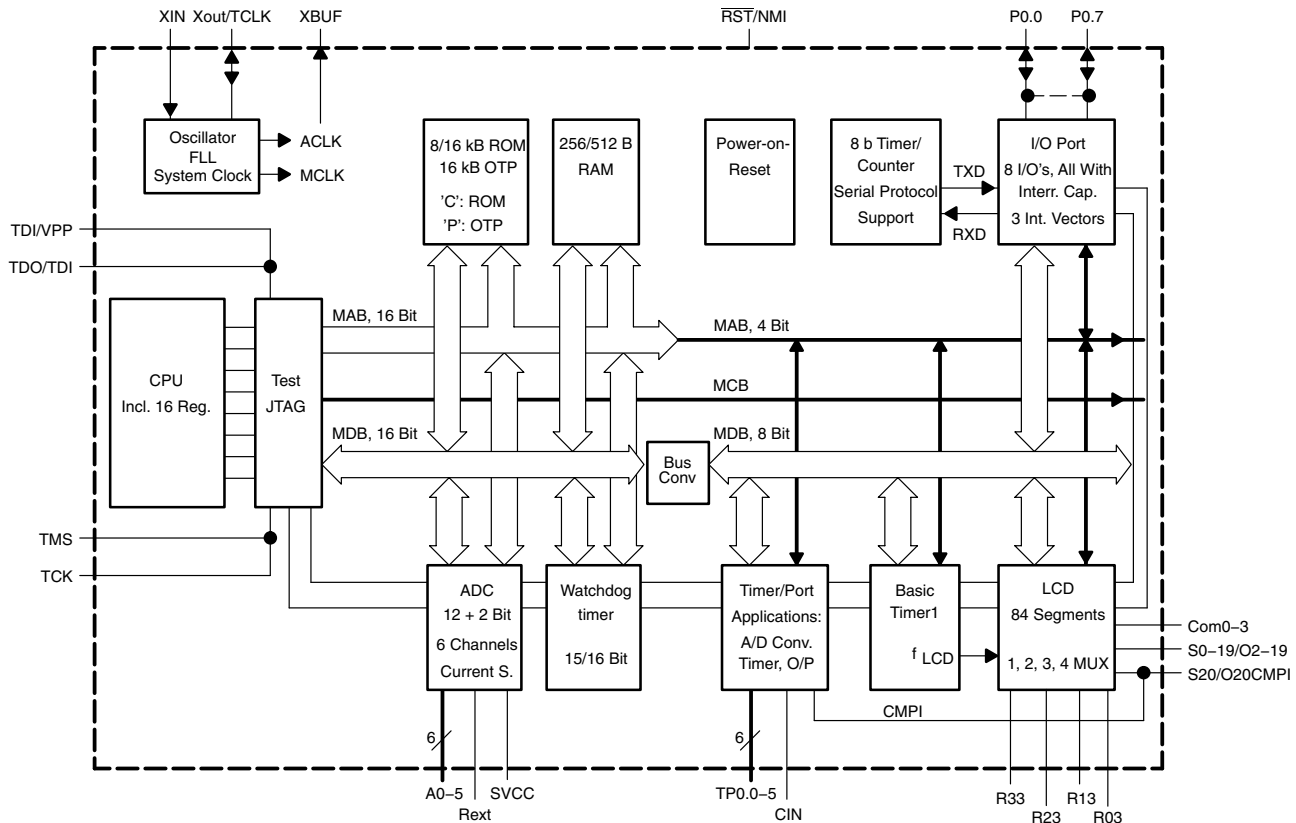 XIN Xout/TCLK XBUF RST/NMI P0.0 P0.7
Oscillator
FLL
System Clock
ACLK
MCLK
8/16 kB ROM
16 kB OTP
'C': ROM
'P': OTP
256/512 B
RAM
Power-on-
Reset
8 b Timer/
Counter
Serial Protocol
Support
TXD
RXD
I/O Port
8 I/O's, All With
Interr. Cap.
3 Int. Vectors
TDI/VPP
TDO/TDI
CPU
Incl. 16 Reg.
Test
JTAG
MAB, 16 Bit
MAB, 4 Bit
MCB
MDB, 16 Bit
MDB, 8 Bit
Bus
Conv
TMS
TCK
ADC
12 + 2 Bit
6 Channels
Current S.
Watchdog
timer
15/16 Bit
Timer/Port
Applications:
A/D Conv.
Timer, O/P
Basic
Timer1
f LCD
LCD
84 Segments
1, 2, 3, 4 MUX
Com0–3
S0–19/O2–19
S20/O20CMPI
CMPI
6
6
A0–5
Rext
SVCC
TP0.0–5
CIN
R33
R23
R13
R03